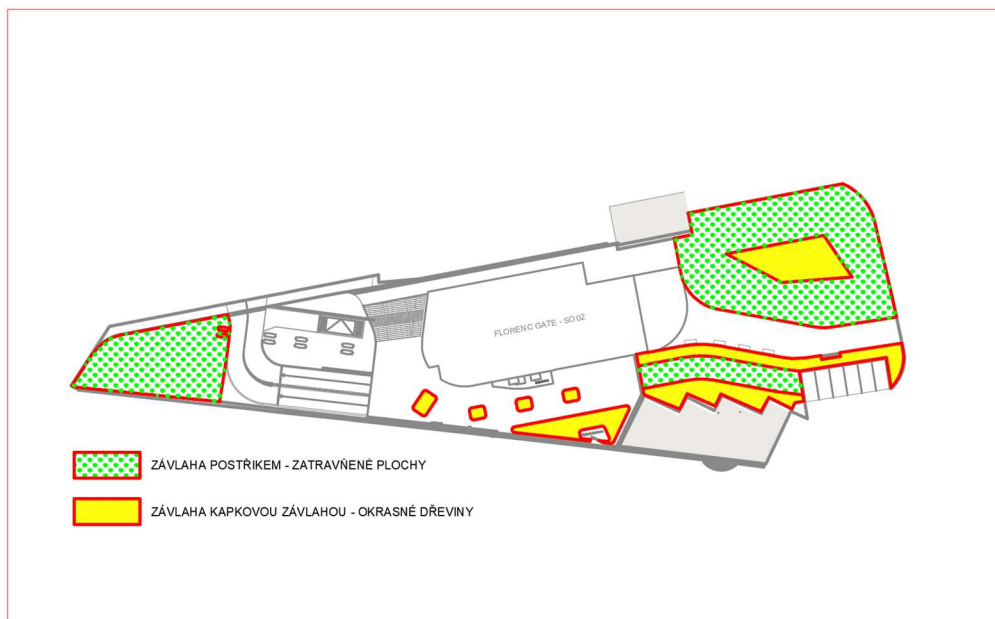 FLORENC GATE - SO 02
ZÁVLAHA POSTŘIKEM - ZATRAVŇENÉ PLOCHY
ZÁVLAHA KAPKOVOU ZÁVLAHOU - OKRASNÉ DŘEVINY